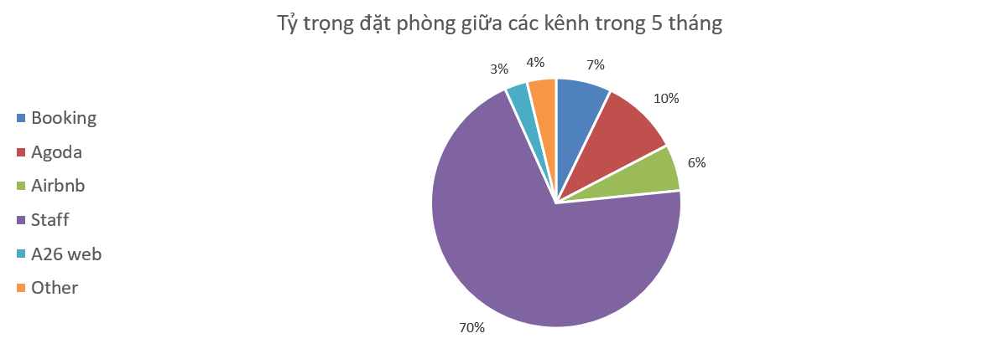 Tỷ trọng đặt phòng giữa các kênh trong 5 tháng
3%
4%
7%
10%
6%
70%
Booking
Agoda
Airbnb
Staff
A26 web
Other